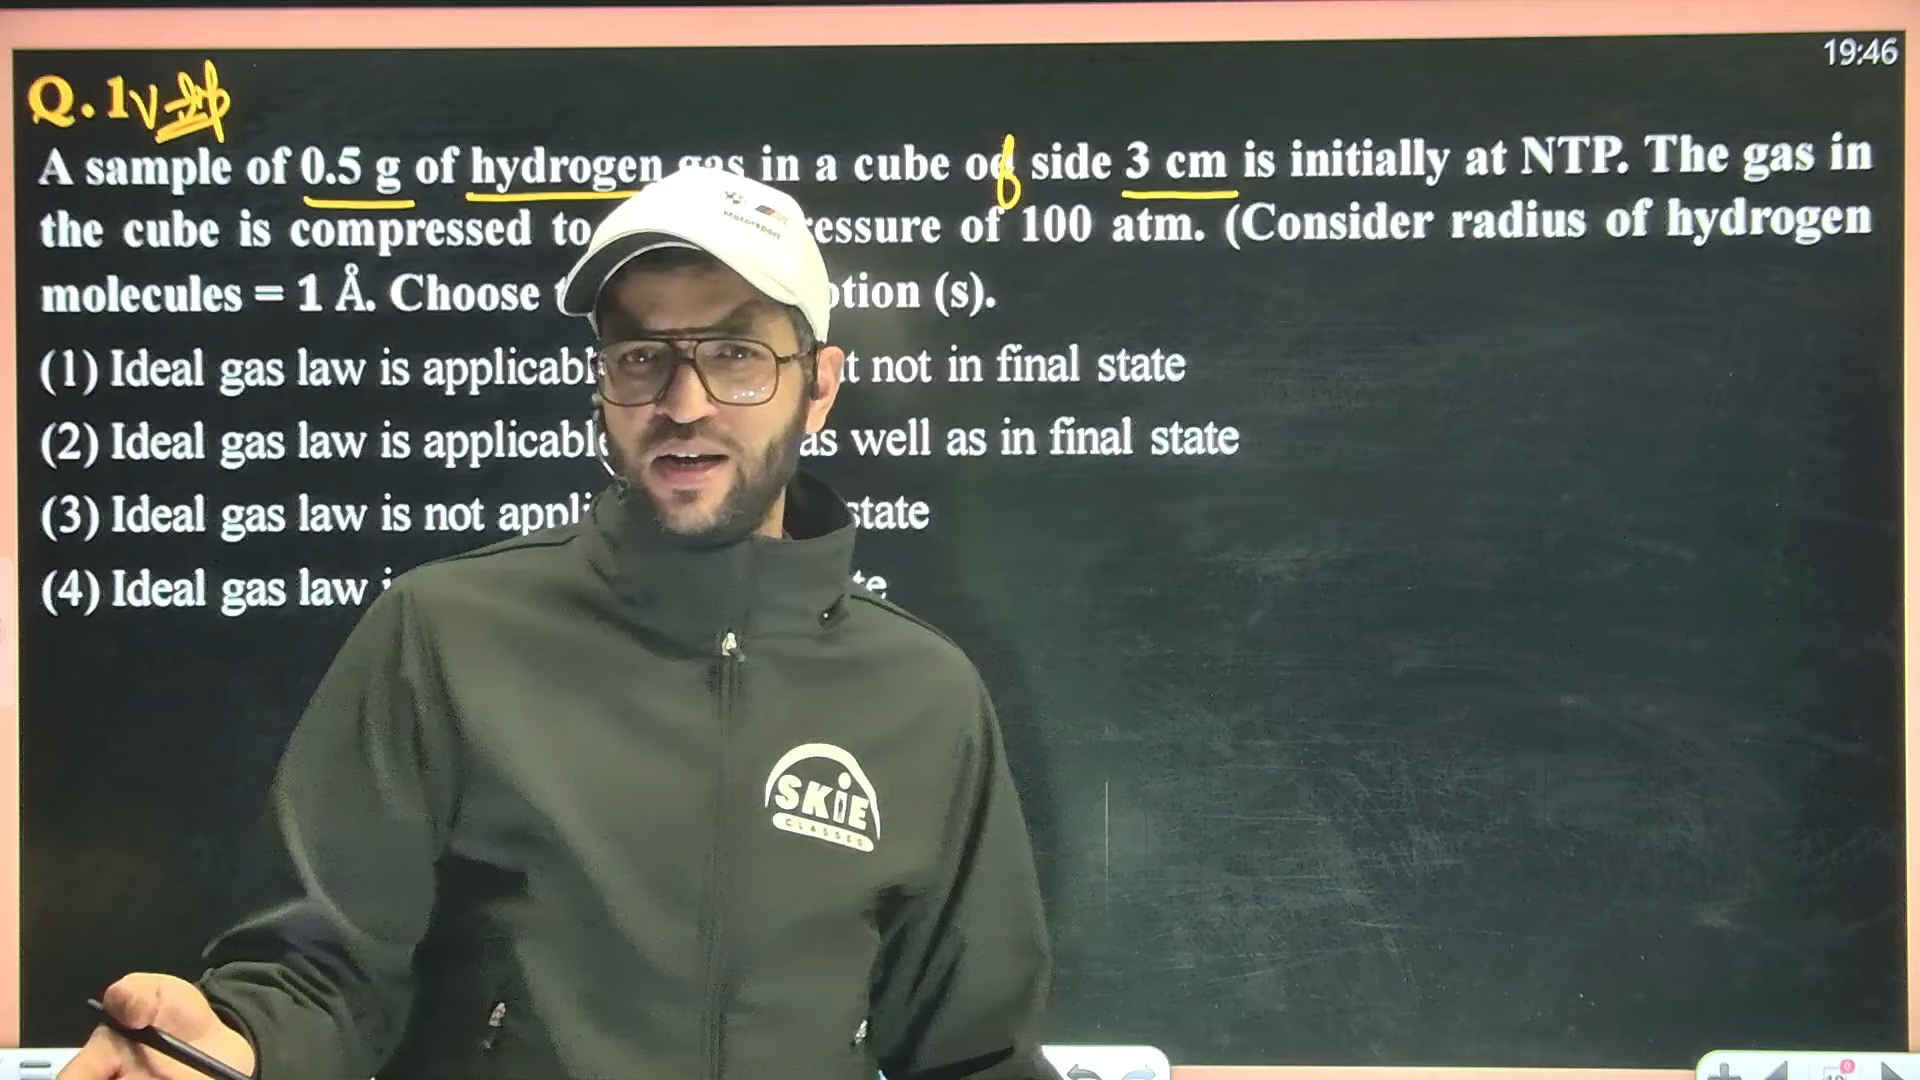 19:46
Q. 1
A sample of 0.5 g of hydrogen gas in a cube of side 3 cm is initially at NTP. The gas in
the cube is compressed to essure of 100 atm. (Consider radius of hydrogen
molecules = 1 Å. Choose tion (s).
(1) Ideal gas law is not in final state
(2) Ideal gas law is as well as in final state
(3) Ideal gas law is not state
(4) Ideal gas law
Motorsport
SKiE
CLASSES